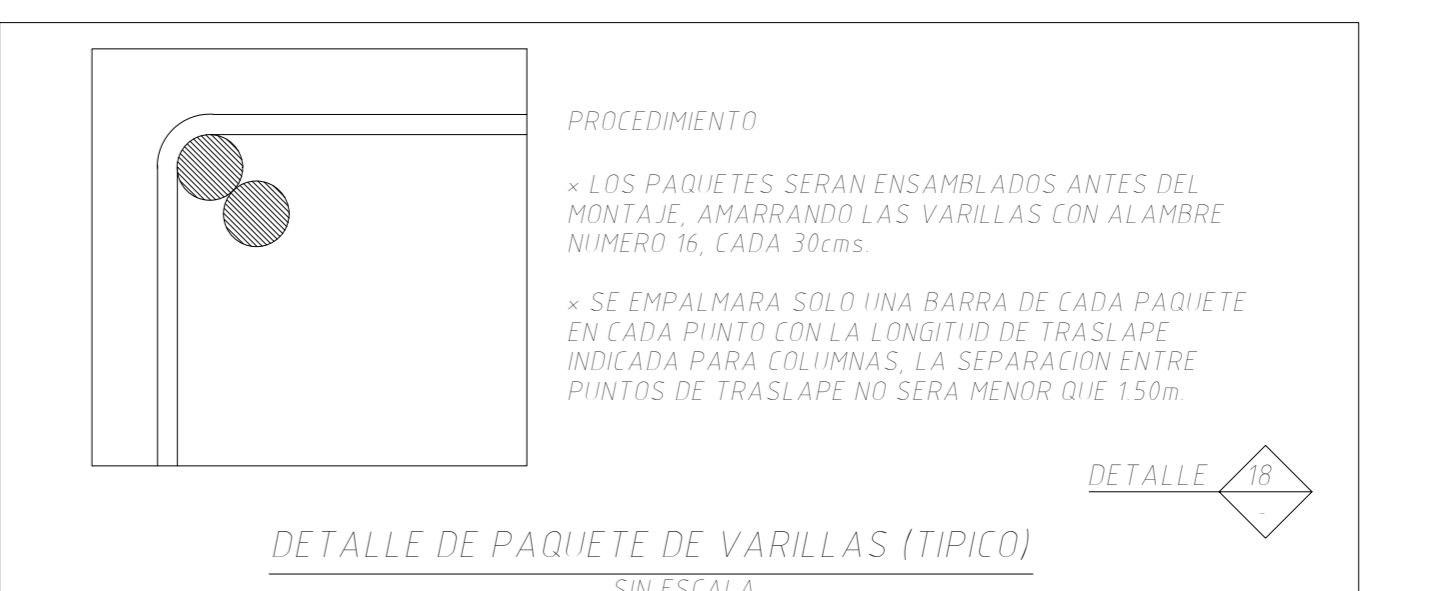 PROCEDIMIENTO
× LOS PAQUETES SERAN ENSAMBLADOS ANTES DEL
MONTAJE, AMARRANDO LAS VARILLAS CON ALAMBRE
NUMERO 16, CADA 30cms.
× SE EMPALMARA SOLO UNA BARRA DE CADA PAQUETE
EN CADA PUNTO CON LA LONGITUD DE TRASLAPE
INDICADA PARA COLUMNAS, LA SEPARACION ENTRE
PUNTOS DE TRASLAPE NO SERA MENOR QUE 1.50m.
DETALLE 18
-
DETALLE DE PAQUETE DE VARILLAS (TIPICO)
SIN ESCALA